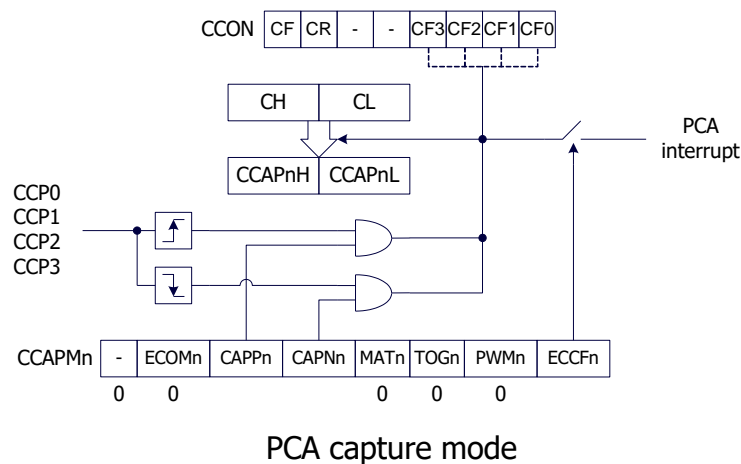 CCON CF CR - - CF3 CF2 CF1 CF0
CH CL
PCA
interrupt
CCAPnH CCAPnL
CCP0
CCP1
CCP2
CCP3
CCAPMn - ECOMn CAPPn CAPNn MATn TOGn PWMn ECCFn
0 0 0 0 0
PCA capture mode